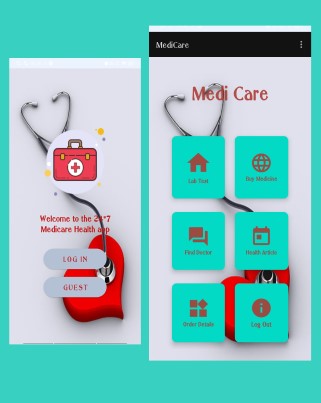 Welcome to the 24*7
Medicare Health app
LOG IN
GUEST
MediCare
Medi Care
Lab Test
Buy Medicine
Find Doctor
Health Article
Order Details
Log Out